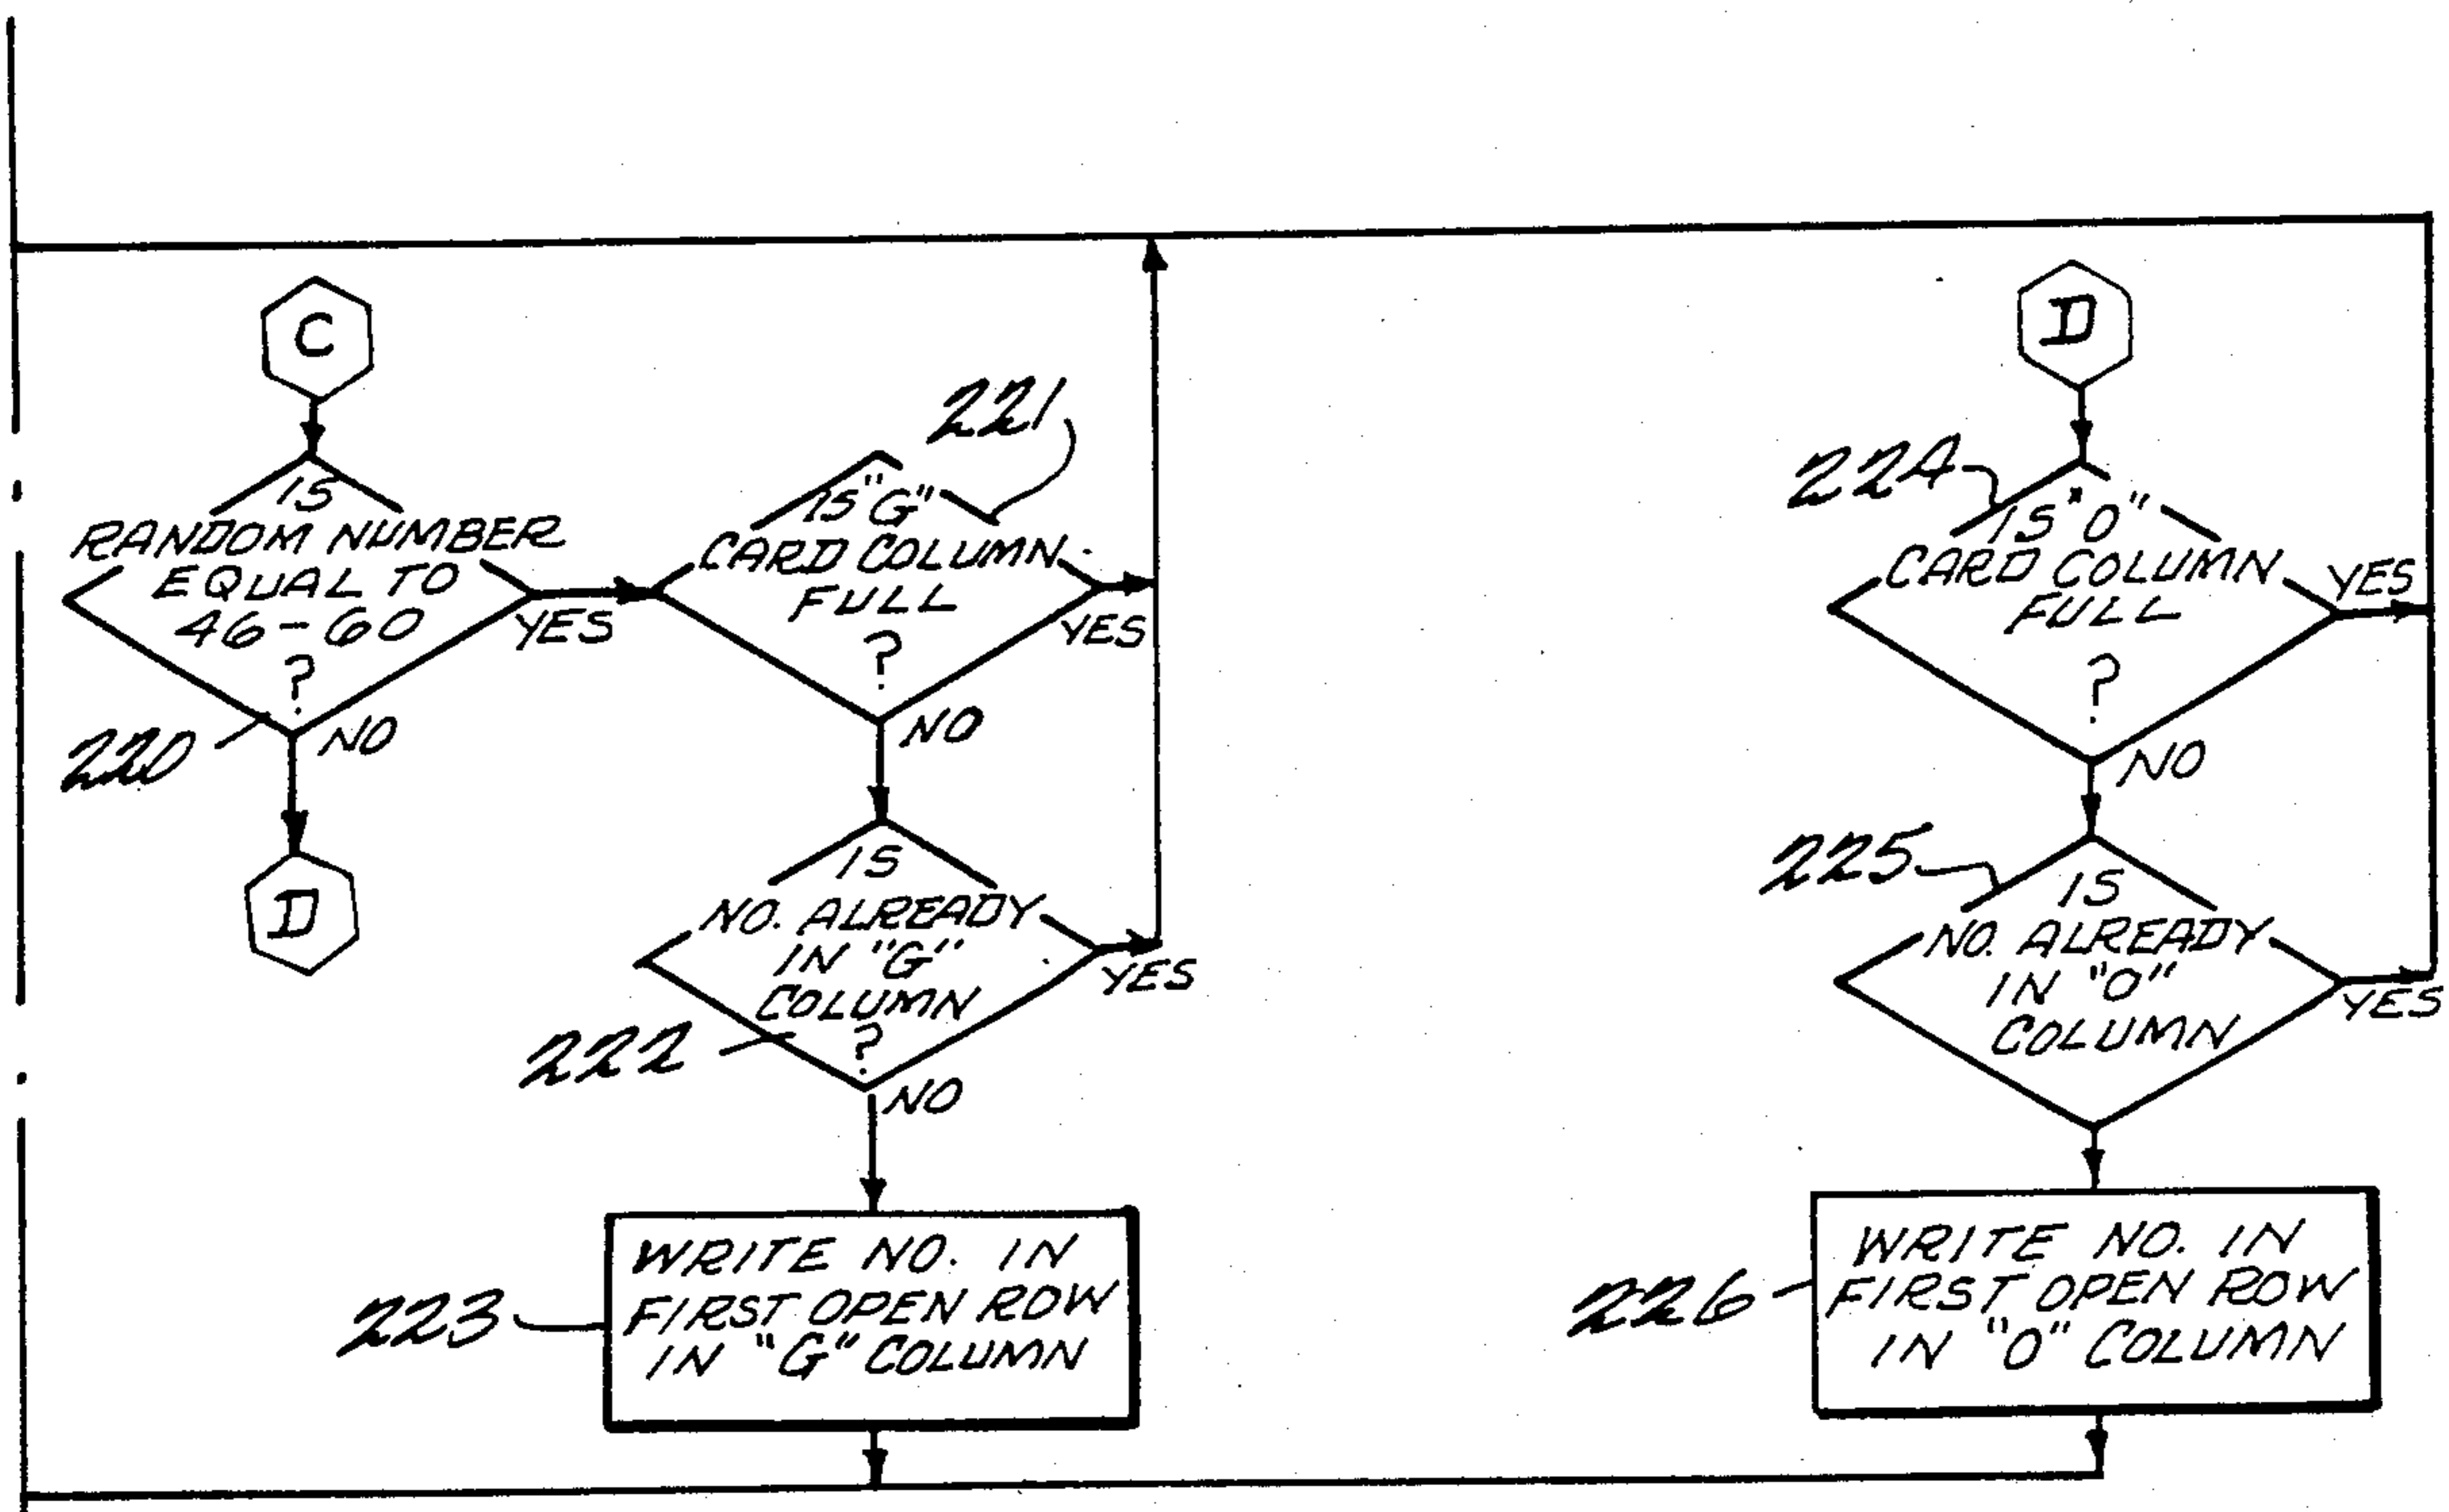 C
IS
RANDOM NUMBER
EQUAL TO
46-60
?
YES
NO
220
D
221
IS "G"
CARD COLUMN
FULL
?
YES
NO
IS
NO. ALREADY
IN "G"
COLUMN
?
YES
NO
222
WRITE NO. IN
FIRST OPEN ROW
IN "G" COLUMN
223
D
224
IS "O"
CARD COLUMN
FULL
?
YES
NO
225
IS
NO. ALREADY
IN "O"
COLUMN
YES
WRITE NO. IN
FIRST OPEN ROW
IN "O" COLUMN
226